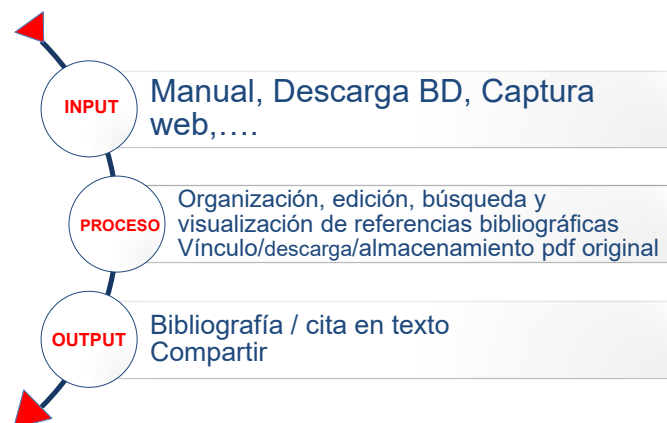 INPUT
Manual, Descarga BD, Captura
web,….
PROCESO
Organización, edición, búsqueda y
visualización de referencias bibliográficas
Vínculo/descarga/almacenamiento pdf original
OUTPUT
Bibliografía / cita en texto
Compartir